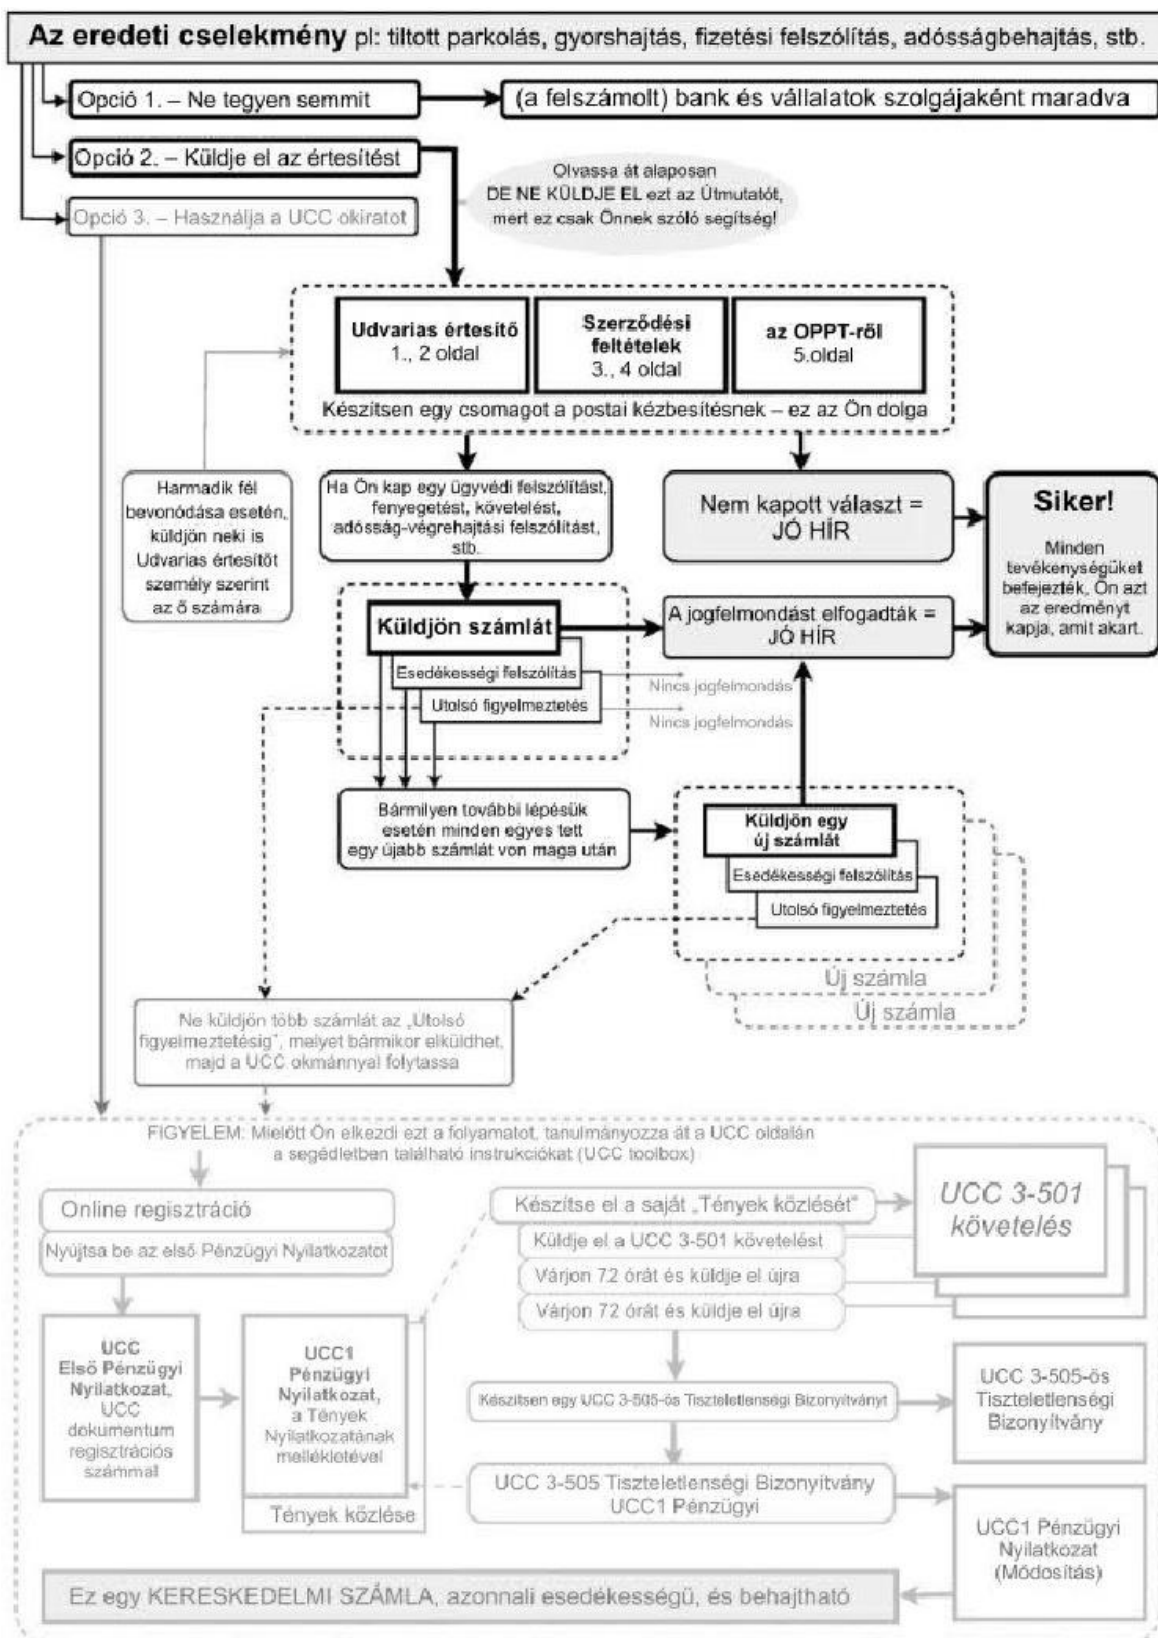 Az eredeti cselekmény pl: tiltott parkolás, gyorshajtás, fizetési felszólítás, adósságbehajtás, stb.
Opció 1. – Ne tegyen semmit
(a felszámolt) bank és vállalatok szolgájaként maradva
Opció 2. – Küldje el az értesítést
Opció 3. – Használja a UCC okiratot
Olvassa át alaposan
DE NE KÜLDJE EL ezt az Útmutatót,
mert ez csak Önnek szóló segítség!
Udvarias értesítő
1., 2 oldal
Szerződési
feltételek
3., 4 oldal
az OPPT-ről
5.oldal
Készítsen egy csomagot a postai kézbesítésnek – ez az Ön dolga
Harmadik fél
bevonódása esetén,
küldjön neki is
Udvarias értesítőt
személy szerint
az ő számára
Ha Ön kap egy ügyvédi felszólítást,
fenyegetést, követelést,
adósság-végrehajtási felszólítást,
stb.
Nem kapott választ =
JÓ HÍR
Siker!
Minden
tevékenységüket
befejezték, Ön azt
az eredményt
kapja, amit akart.
Küldjön számlát
Esedékességi felszólítás
Utolsó figyelmeztetés
A jogfelmondást elfogadták =
JÓ HÍR
Nincs jogfelmondás
Nincs jogfelmondás
Bármilyen további lépésük
esetén minden egyes tett
egy újabb számlát von maga után
Küldjön egy
új számlát
Esedékességi felszólítás
Utolsó figyelmeztetés
Új számla
Új számla
Ne küldjön több számlát az „Utolsó
figyelmeztetésig”, melyet bármikor elküldhet,
majd a UCC okmánnyal folytassa
FIGYELEM: Mielőtt Ön elkezdi ezt a folyamatot, tanulmányozza át a UCC oldalán
a segédletben található instrukciókat (UCC toolbox)
Online regisztráció
Nyújtsa be az első Pénzügyi Nyilatkozatot
UCC
Első Pénzügyi
Nyilatkozat,
UCC
dokumentum
regisztrációs
számmal
UCC1
Pénzügyi
Nyilatkozat,
a Tények
Nyilatkozatának
mellékletével
Tények közlése
Készítse el a saját „Tények közlését”
Küldje el a UCC 3-501 követelést
Várjon 72 órát és küldje el újra
Várjon 72 órát és küldje el újra
UCC 3-501
követelés
Készítsen egy UCC 3-505-ös Tiszteletlenségi Bizonyítványt
UCC 3-505-ös
Tiszteletlenségi
Bizonyítvány
UCC 3-505 Tiszteletlenségi Bizonyítvány
UCC1 Pénzügyi
UCC1 Pénzügyi
Nyilatkozat
(Módosítás)
Ez egy KERESKEDELMI SZÁMLA, azonnali esedékességű, és behajtható